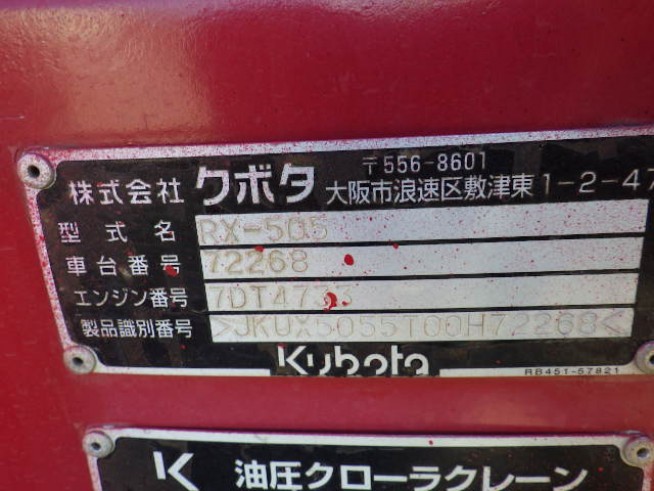 〒556-8601
株式会社 クボタ 大阪市浪速区敷津東1-2-47
型式名 RX-505
車台番号 72268
エンジン番号
製品識別番号 >JKUX5055T00H72268<
Kubota RB451-57821
K 油圧クローラクレーン